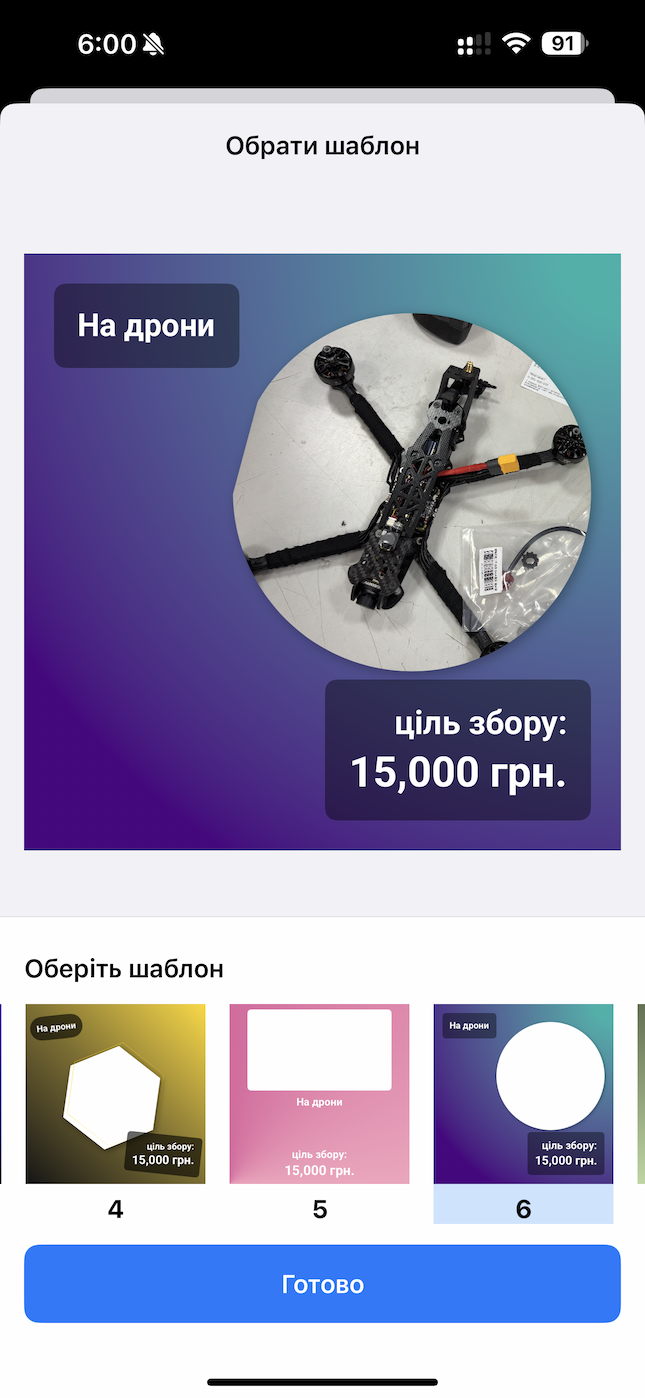 6:00
91
Обрати шаблон
На дрони
ціль збору:
15,000 грн.
Оберіть шаблон
На дрони
ціль збору:
15,000 грн.
4
На дрони
ціль збору:
15,000 грн.
5
На дрони
ціль збору:
15,000 грн.
6
Готово